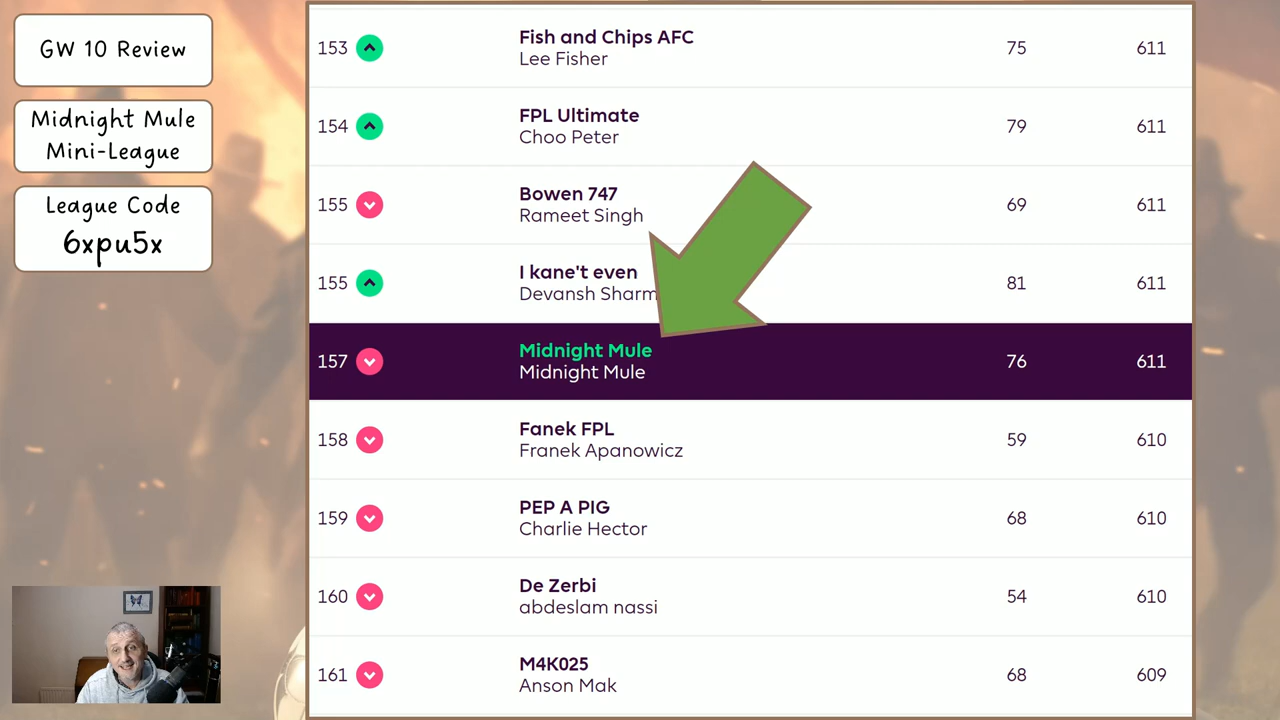 GW 10 Review
Midnight Mule
Mini-League
League Code
6xpu5x
153 Fish and Chips AFC 75 611
Lee Fisher
154 FPL Ultimate 79 611
Choo Peter
155 Bowen 747 69 611
Rameet Singh
155 I kane't even 81 611
Devansh Sharm
157 Midnight Mule 76 611
Midnight Mule
158 Fanek FPL 59 610
Franek Apanowicz
159 PEP A PIG 68 610
Charlie Hector
160 De Zerbi 54 610
abdeslam nassi
161 M4K025 68 609
Anson Mak